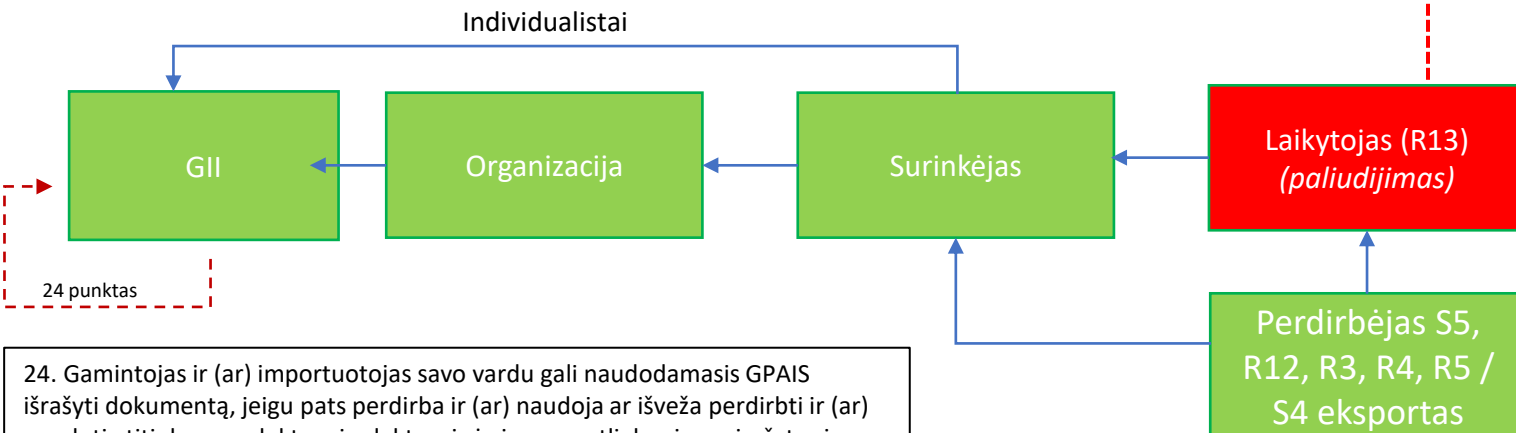 Individualistai
GII
Organizacija
Surinkėjas
Laikytojas (R13)
(paliudijimas)
24 punktas
Perdirbėjas S5,
R12, R3, R4, R5 /
S4 eksportas
24. Gamintojas ir (ar) importuotojas savo vardu gali naudodamasis GPAIS
išrašyti dokumentą, jeigu pats perdirba ir (ar) naudoja ar išveža perdirbti ir (ar)